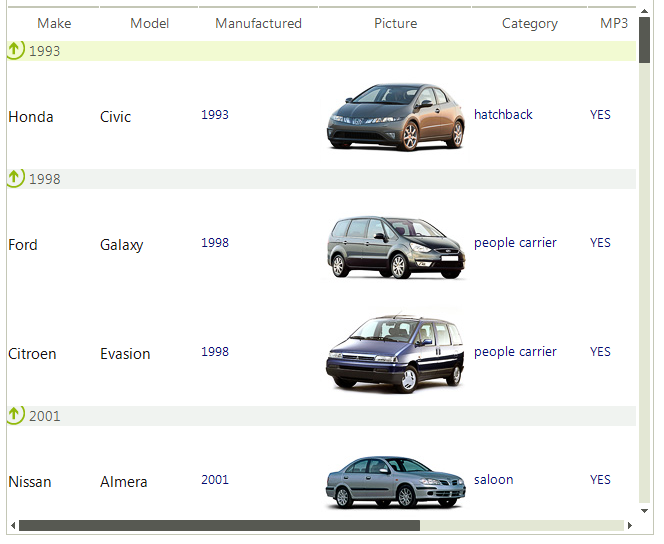 Make Model Manufactured Picture Category MP3
1993
Honda Civic 1993 hatchback YES
1998
Ford Galaxy 1998 people carrier YES
Citroen Evasion 1998 people carrier YES
2001
Nissan Almera 2001 saloon YES